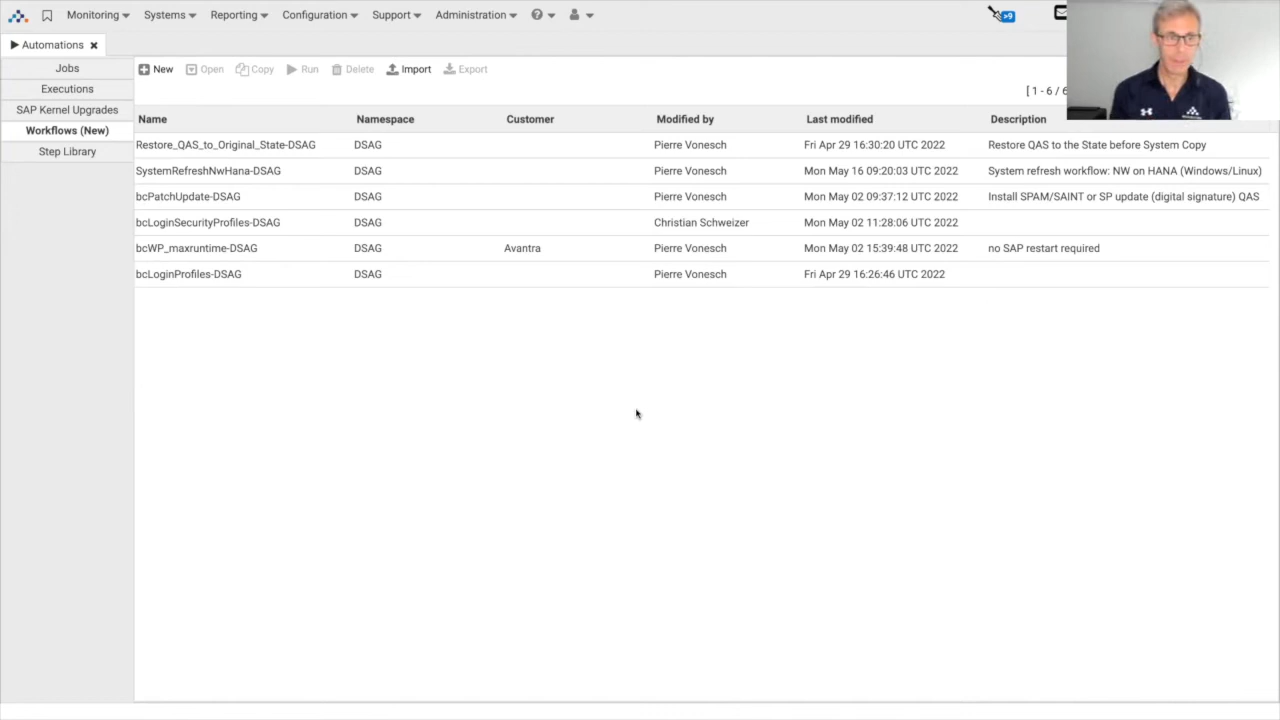 Monitoring Systems Reporting Configuration Support Administration >9
Automations
Jobs
Executions
SAP Kernel Upgrades
Workflows (New)
Step Library
New Open Copy Run Delete Import Export
[ 1 - 6 / 6
Name Namespace Customer Modified by Last modified Description
Restore_QAS_to_Original_State-DSAG DSAG Pierre Vonesch Fri Apr 29 16:30:20 UTC 2022 Restore QAS to the State before System Copy
SystemRefreshNwHana-DSAG DSAG Pierre Vonesch Mon May 16 09:20:03 UTC 2022 System refresh workflow: NW on HANA (Windows/Linux)
bcPatchUpdate-DSAG DSAG Pierre Vonesch Mon May 02 09:37:12 UTC 2022 Install SPAM/SAINT or SP update (digital signature) QAS
bcLoginSecurityProfiles-DSAG DSAG Christian Schweizer Mon May 02 11:28:06 UTC 2022
bcWP_maxruntime-DSAG DSAG Avantra Pierre Vonesch Mon May 02 15:39:48 UTC 2022 no SAP restart required
bcLoginProfiles-DSAG DSAG Pierre Vonesch Fri Apr 29 16:26:46 UTC 2022